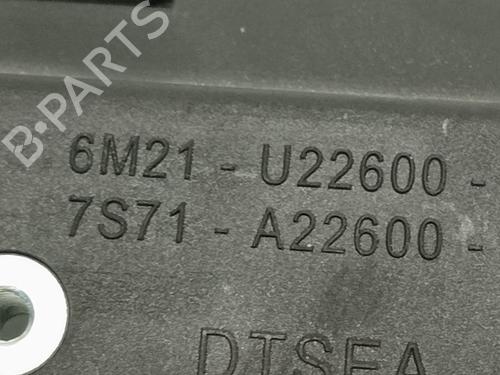 B-PARTS
6M21 - U22600 -
7S71 - A22600 -
DTSEA